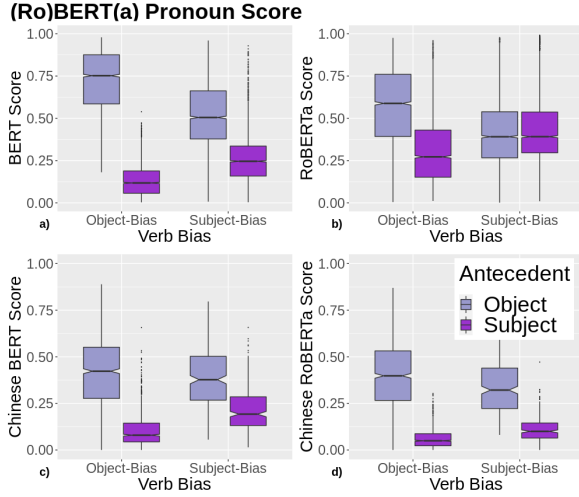 (Ro)BERT(a) Pronoun Score
BERT Score
1.00
0.75
0.50
0.25
0.00
Object-Bias Subject-Bias
a)
Verb Bias
RoBERTa Score
1.00
0.75
0.50
0.25
0.00
Object-Bias Subject-Bias
b)
Verb Bias
Chinese BERT Score
1.00
0.75
0.50
0.25
0.00
Object-Bias Subject-Bias
c)
Verb Bias
Chinese RoBERTa Score
1.00
0.75
0.50
0.25
0.00
Antecedent
Object
Subject
Object-Bias Subject-Bias
d)
Verb Bias